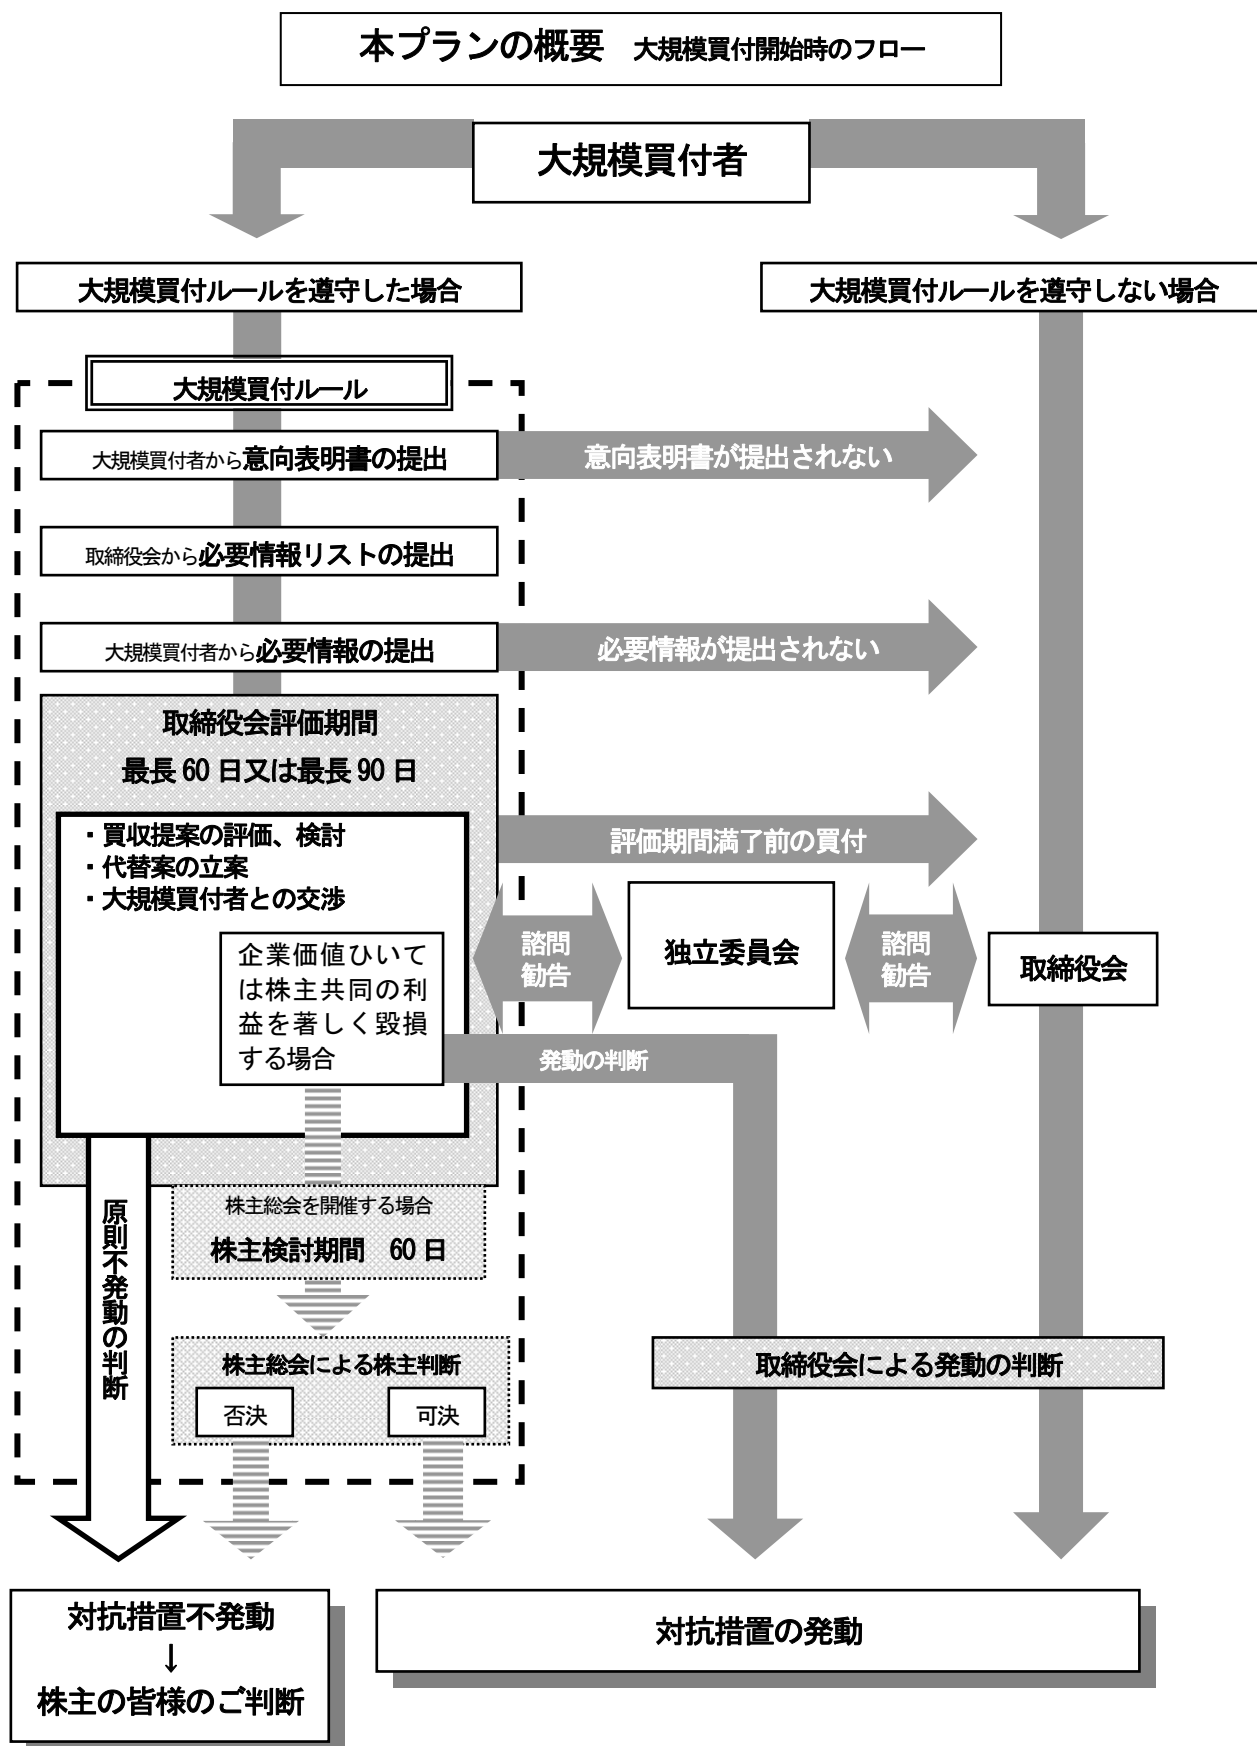 本プランの概要　大規模買付開始時のフロー
大規模買付者
大規模買付ルールを遵守した場合
大規模買付ルールを遵守しない場合
大規模買付ルール
大規模買付者から意向表明書の提出
意向表明書が提出されない
取締役会から必要情報リストの提出
大規模買付者から必要情報の提出
必要情報が提出されない
取締役会評価期間
最長 60 日又は最長 90 日
・買収提案の評価、検討
・代替案の立案
・大規模買付者との交渉
評価期間満了前の買付
企業価値ひいて
は株主共同の利
益を著しく毀損
する場合
諮問
勧告
独立委員会
諮問
勧告
取締役会
発動の判断
原則不発動の判断
株主総会を開催する場合
株主検討期間　60 日
株主総会による株主判断
否決
可決
取締役会による発動の判断
対抗措置不発動
↓
株主の皆様のご判断
対抗措置の発動